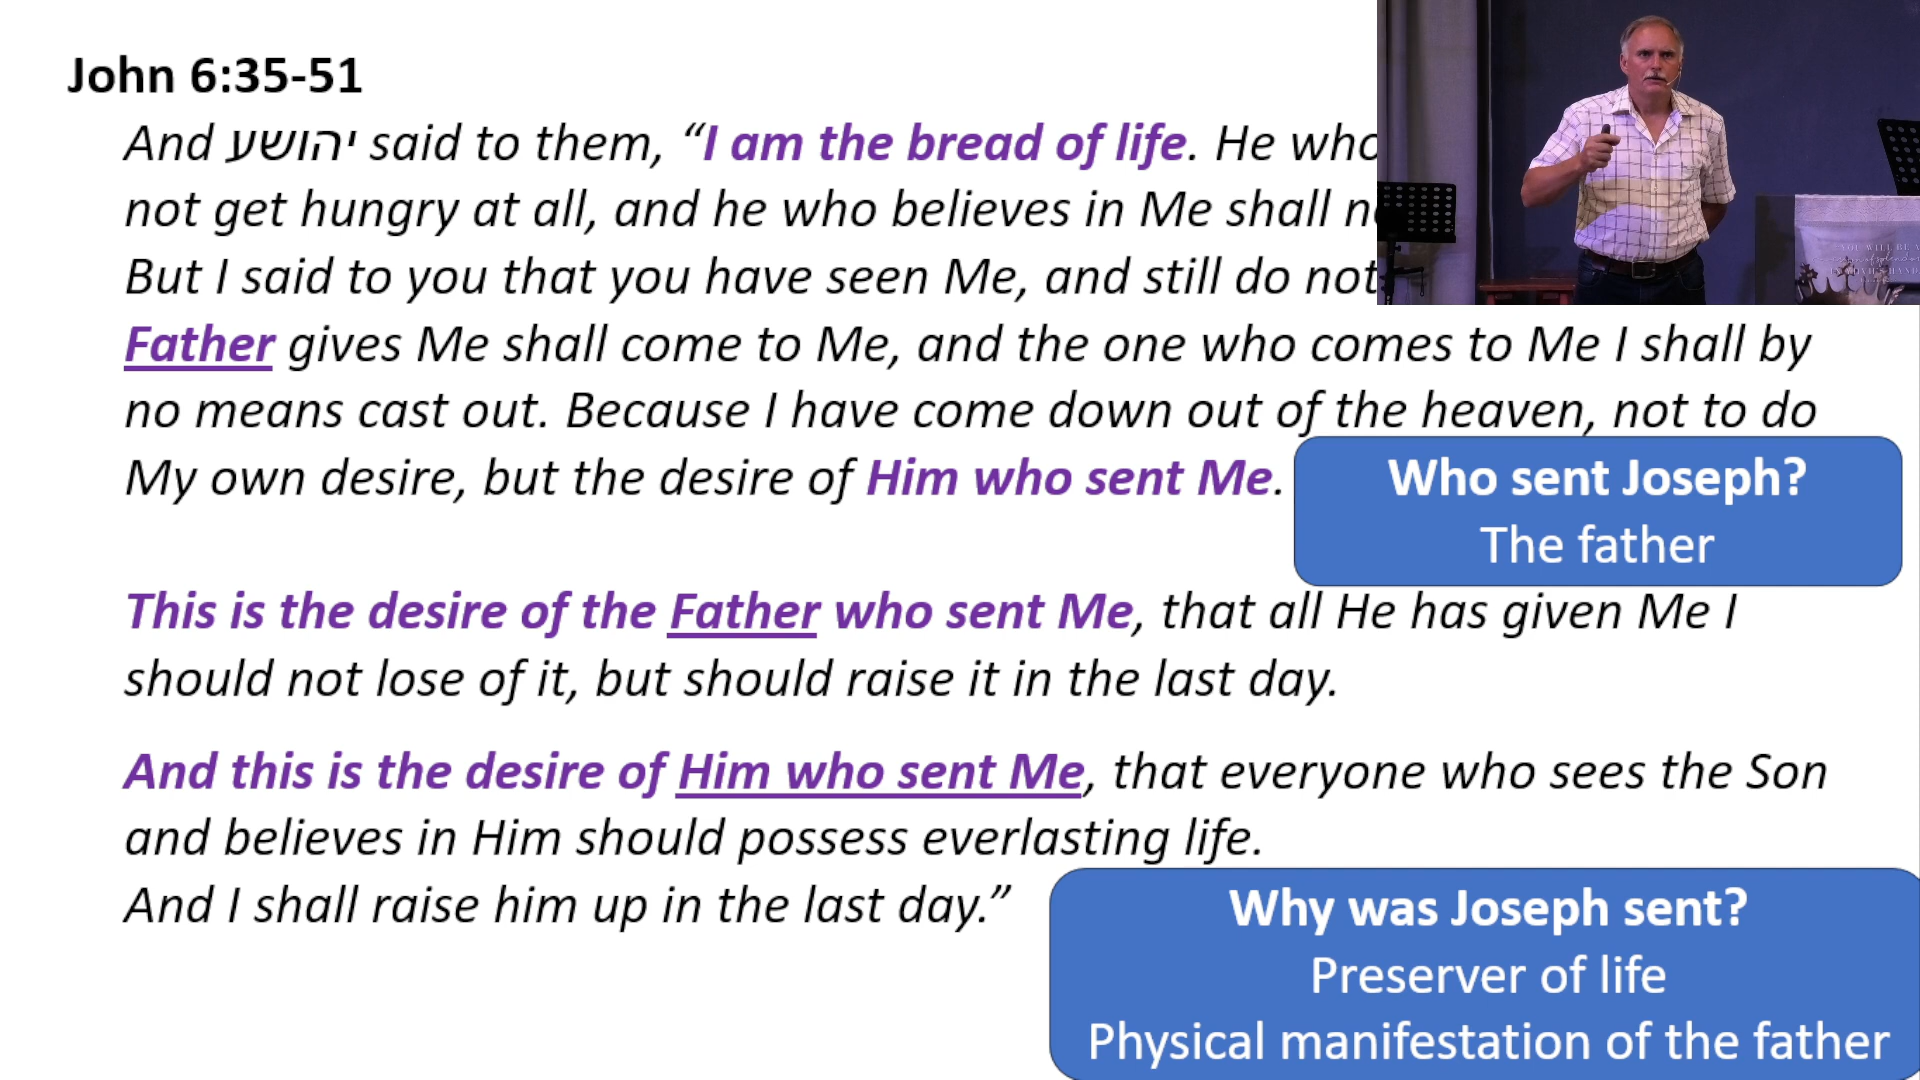 John 6:35-51
And יהושע said to them, “I am the bread of life. He who
not get hungry at all, and he who believes in Me shall n
But I said to you that you have seen Me, and still do not
Father gives Me shall come to Me, and the one who comes to Me I shall by
no means cast out. Because I have come down out of the heaven, not to do
My own desire, but the desire of Him who sent Me.
Who sent Joseph?
The father
This is the desire of the Father who sent Me, that all He has given Me I
should not lose of it, but should raise it in the last day.
And this is the desire of Him who sent Me, that everyone who sees the Son
and believes in Him should possess everlasting life.
And I shall raise him up in the last day.”
Why was Joseph sent?
Preserver of life
Physical manifestation of the father
YOU WILL BE A